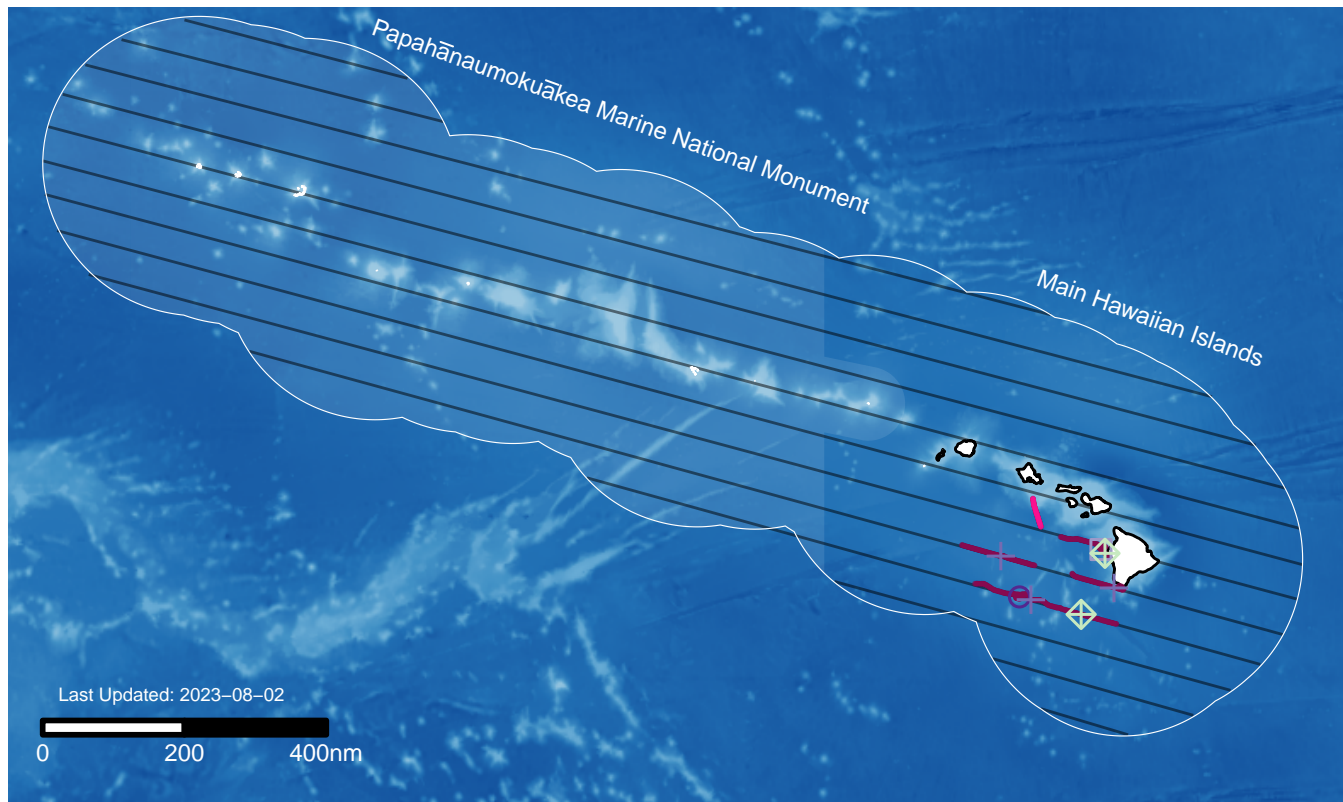 Papahānaumokuākea Marine National Monument
Main Hawaiian Islands
Last Updated: 2023−08−02
0 200 400nm